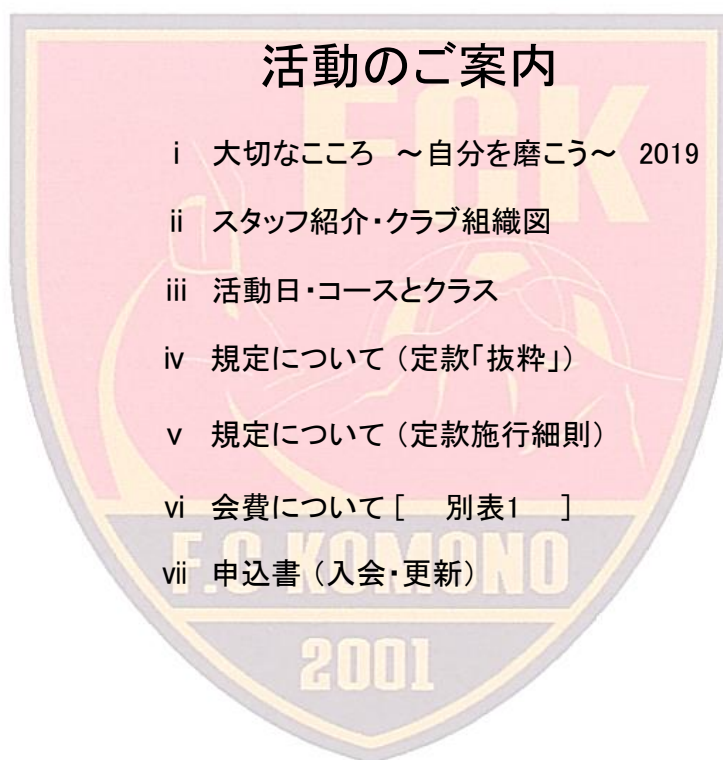 活動のご案内
ⅰ 大切なこころ ～自分を磨こう～ 2019
ⅱ スタッフ紹介・クラブ組織図
ⅲ 活動日・コースとクラス
ⅳ 規定について（定款「抜粋」）
ⅴ 規定について（定款施行細則）
ⅵ 会費について [ 別表1 ]
ⅶ 申込書（入会・更新）
FCK
F.C KOMONO
2001